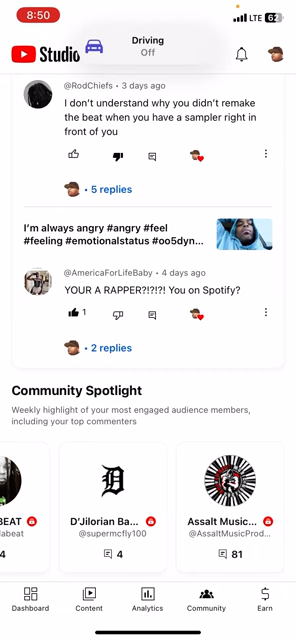 8:50
LTE 62
Driving
Off
Studio
@RodChiefs • 3 days ago
I don't understand why you didn't remake
the beat when you have a sampler right in
front of you
• 5 replies
I'm always angry #angry #feel
#feeling #emotionalstatus #oo5dyn...
@AmericaForLifeBaby • 4 days ago
YOUR A RAPPER?!?!?! You on Spotify?
1
• 2 replies
Community Spotlight
Weekly highlight of your most engaged audience members,
including your top commenters
BEAT
D'Jilorian Ba...
Assalt Music...
abeat
@supermcfly100
@AssaltMusicProd...
4
4
81
Dashboard
Content
Analytics
Community
Earn